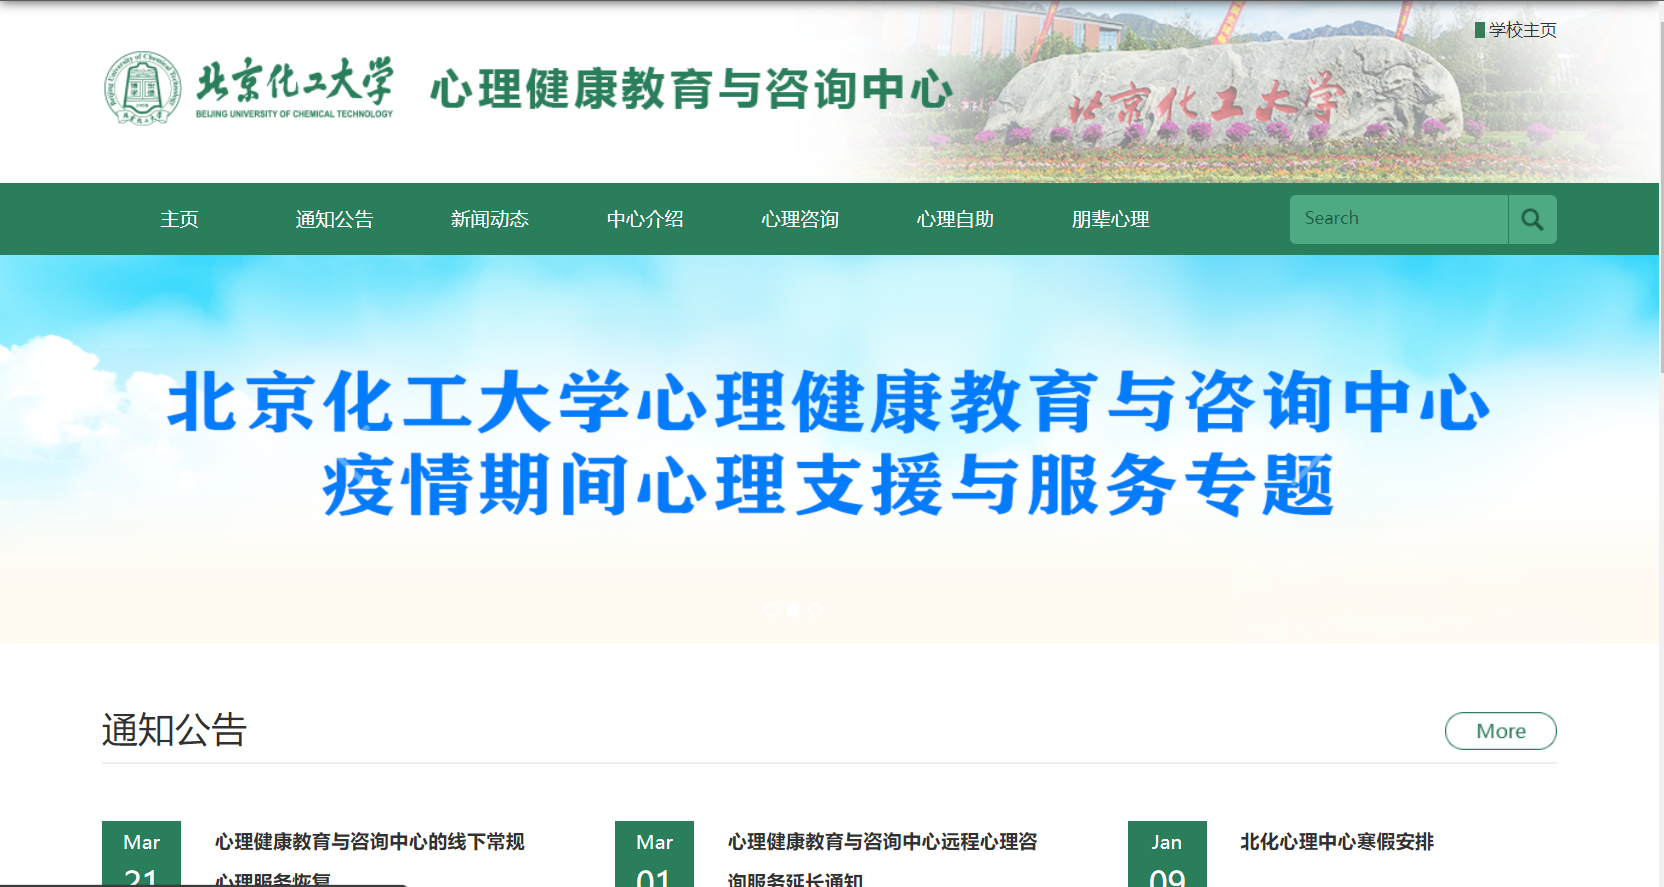 学校主页
北京化工大学
BEIJING UNIVERSITY OF CHEMICAL TECHNOLOGY
心理健康教育与咨询中心
北京化工大学
主页 通知公告 新闻动态 中心介绍 心理咨询 心理自助 朋辈心理 Search
北京化工大学心理健康教育与咨询中心
疫情期间心理支援与服务专题
通知公告
More
Mar
21
心理健康教育与咨询中心的线下常规
心理服务恢复
Mar
01
心理健康教育与咨询中心远程心理咨
询服务延长通知
Jan
09
北化心理中心寒假安排